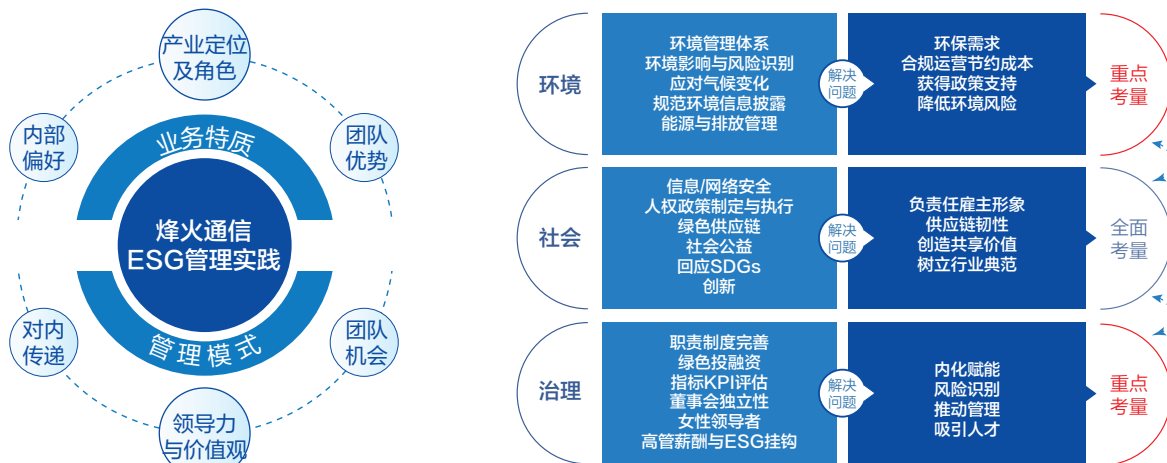 产业定位
及角色
内部
偏好
团队
优势
业务特质
烽火通信
ESG管理实践
管理模式
对内
传递
团队
机会
领导力
与价值观
环境
环境管理体系
环境影响与风险识别
应对气候变化
规范环境信息披露
能源与排放管理
解决
问题
环保需求
合规运营节约成本
获得政策支持
降低环境风险
重点
考量
社会
信息/网络安全
人权政策制定与执行
绿色供应链
社会公益
回应SDGs
创新
解决
问题
负责任雇主形象
供应链韧性
创造共享价值
树立行业典范
全面
考量
治理
职责制度完善
绿色投融资
指标KPI评估
董事会独立性
女性领导者
高管薪酬与ESG挂钩
解决
问题
内化赋能
风险识别
推动管理
吸引人才
重点
考量